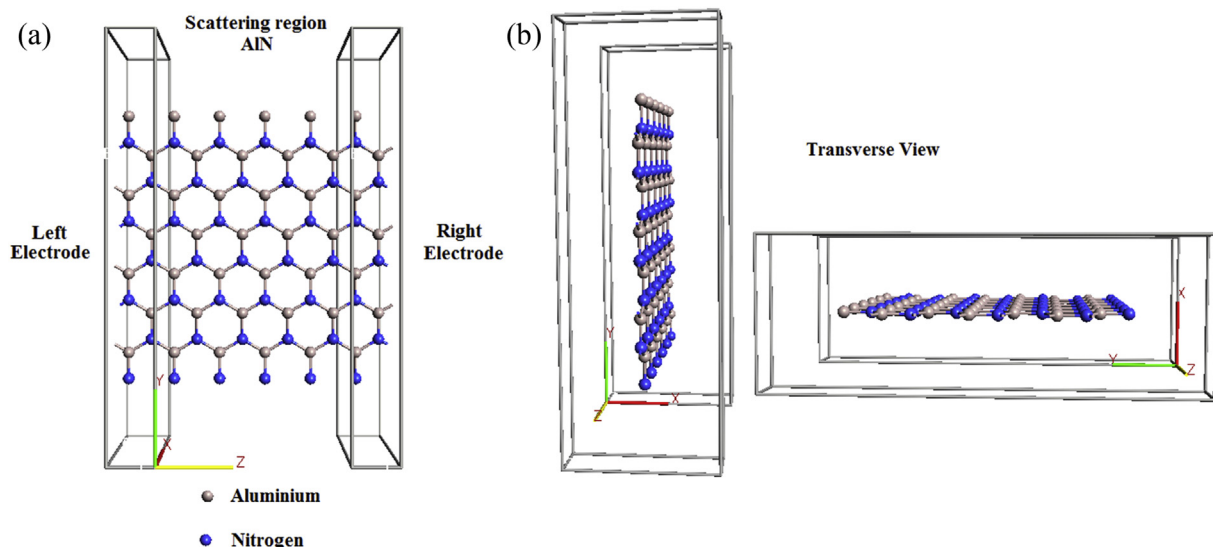 (a)
Scattering region
AlN
Left
Electrode
Right
Electrode
Y
X
Z
Aluminium
Nitrogen
(b)
Y
X
Z
Transverse View
X
Y
Z